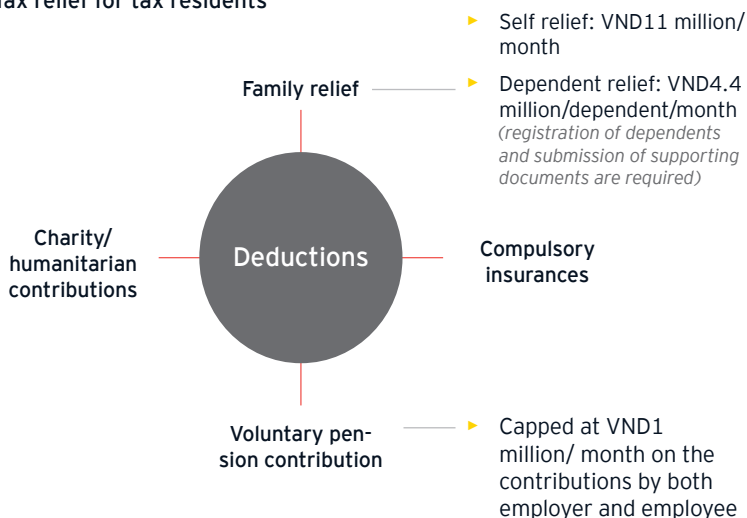 Tax relief for tax residents
► Self relief: VND11 million/
month
Family relief
► Dependent relief: VND4.4
million/dependent/month
(registration of dependents
and submission of supporting
documents are required)
Charity/
humanitarian
contributions
Deductions
Compulsory
insurances
Voluntary pen-
sion contribution
► Capped at VND1
million/ month on the
contributions by both
employer and employee